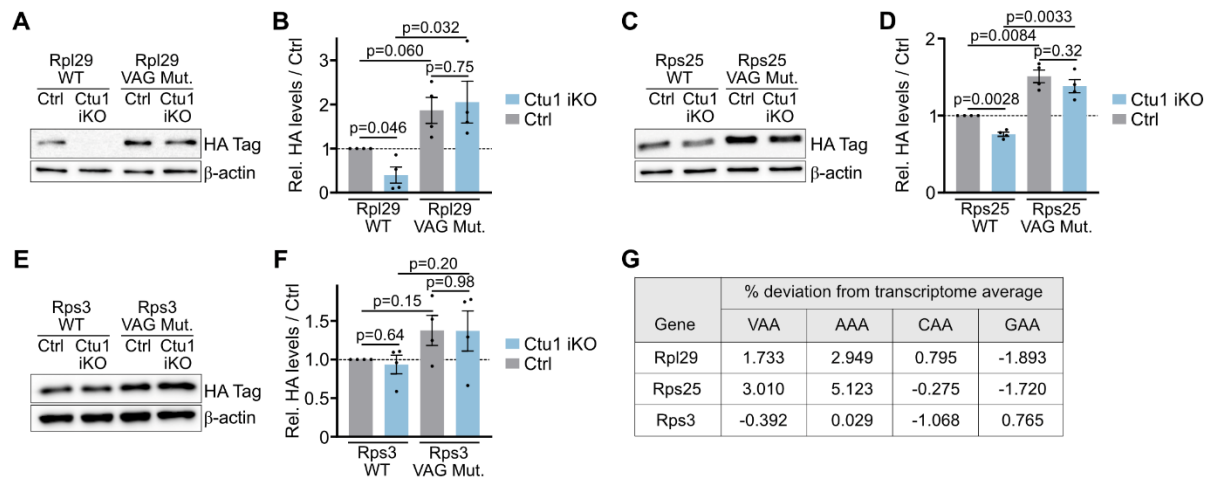 A
Rpl29
WT
Rpl29
VAG Mut.
Ctrl
Ctu1
iKO
Ctrl
Ctu1
iKO
HA Tag
β-actin
B
Rel. HA levels / Ctrl
3
2
1
0
p=0.032
p=0.060
p=0.75
p=0.046
Rpl29
WT
Rpl29
VAG Mut.
Ctu1 iKO
Ctrl
C
Rps25
WT
Rps25
VAG Mut.
Ctrl
Ctu1
iKO
Ctrl
Ctu1
iKO
HA Tag
β-actin
D
Rel. HA levels / Ctrl
2
1
0
p=0.0033
p=0.0084
p=0.32
p=0.0028
Rps25
WT
Rps25
VAG Mut.
Ctu1 iKO
Ctrl
E
Rps3
WT
Rps3
VAG Mut.
Ctrl
Ctu1
iKO
Ctrl
Ctu1
iKO
HA Tag
β-actin
F
Rel. HA levels / Ctrl
1.5
1.0
0.5
0
p=0.20
p=0.15
p=0.98
p=0.64
Rps3
WT
Rps3
VAG Mut.
Ctu1 iKO
Ctrl
G
% deviation from transcriptome average
Gene VAA AAA CAA GAA
Rpl29 1.733 2.949 0.795 -1.893
Rps25 3.010 5.123 -0.275 -1.720
Rps3 -0.392 0.029 -1.068 0.765